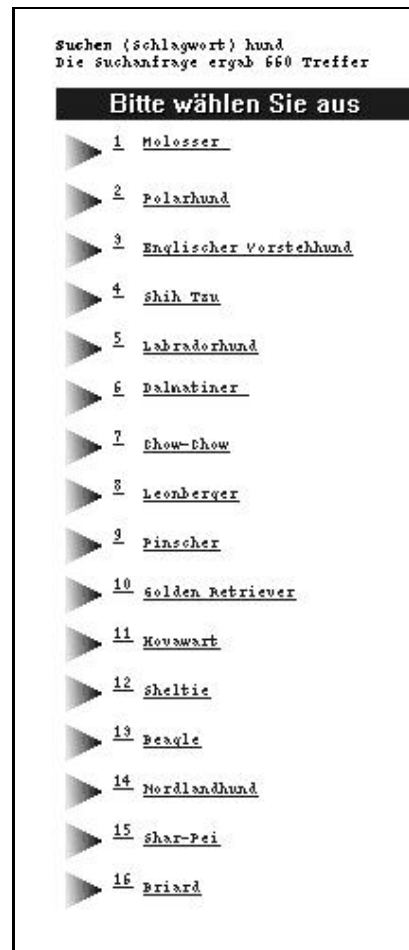 Suchen (Schlagwort) hund
Die Suchanfrage ergab 660 Treffer
Bitte wählen Sie aus
1 Molosser
2 Polarhund
3 Englischer Vorstehhund
4 Shih Tzu
5 Labradorhund
6 Dalmatiner
7 Chow-Chow
8 Leonberger
9 Pinscher
10 Golden Retriever
11 Hovawart
12 Sheltie
13 Beagle
14 Nordlandhund
15 Shar-Pei
16 Briard